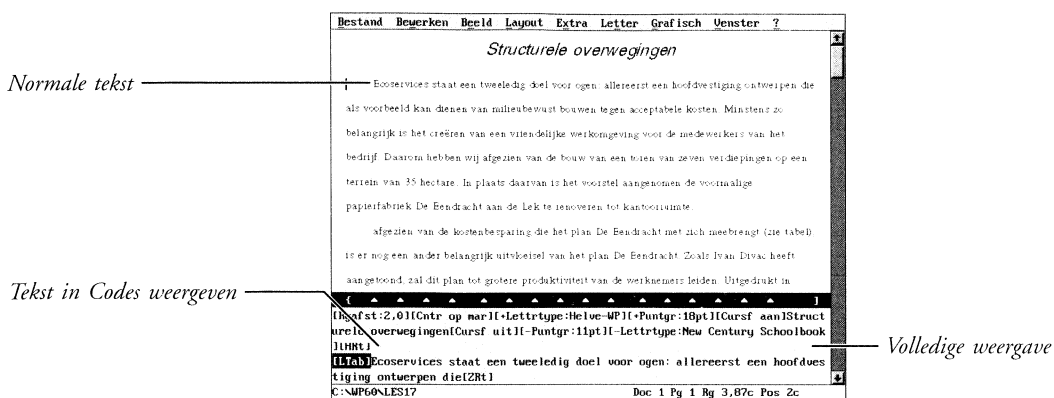 Bestand Bewerken Beeld Layout Extra Letter Grafisch Venster ?
Structurele overwegingen
Normale tekst
Ecoservices staat een tweeledig doel voor ogen: allereerst een hoofdvestiging ontwerpen die
als voorbeeld kan dienen van milieubewust bouwen tegen acceptabele kosten. Minstens zo
belangrijk is het creëren van een vriendelijke werkomgeving voor de medewerkers van het
bedrijf. Daarom hebben wij afgezien van de bouw van een toren van zeven verdiepingen op een
terrein van 35 hectare. In plaats daarvan is het voorstel aangenomen de voormalige
papierfabriek De Eendracht aan de Lek te renoveren tot kantoorruimte.
afgezien van de kostenbesparing die het plan De Eendracht met zich meebrengt (zie tabel)
is er nog een ander belangrijk uitvloeisel van het plan De Eendracht. Zoals Ivan Divac heeft
aangetoond, zal dit plan tot grotere produktiviteit van de werknemers leiden. Uitgedrukt in
Tekst in Codes weergeven
{ ]
[Rgafst:2,0][Cntr op mar][+Lettrtype:Helve-WP][+Puntgr:18pt][Cursf aan]Struct
urele overwegingen[Cursf uit][-Puntgr:11pt][-Lettrtype:New Century Schoolbook
][HRt]
Volledige weergave
[LTab]Ecoservices staat een tweeledig doel voor ogen: allereerst een hoofdves
tiging ontwerpen die[ZRt]
C:\WP60\LES17 Doc 1 Pg 1 Rg 3,87c Pos 2c